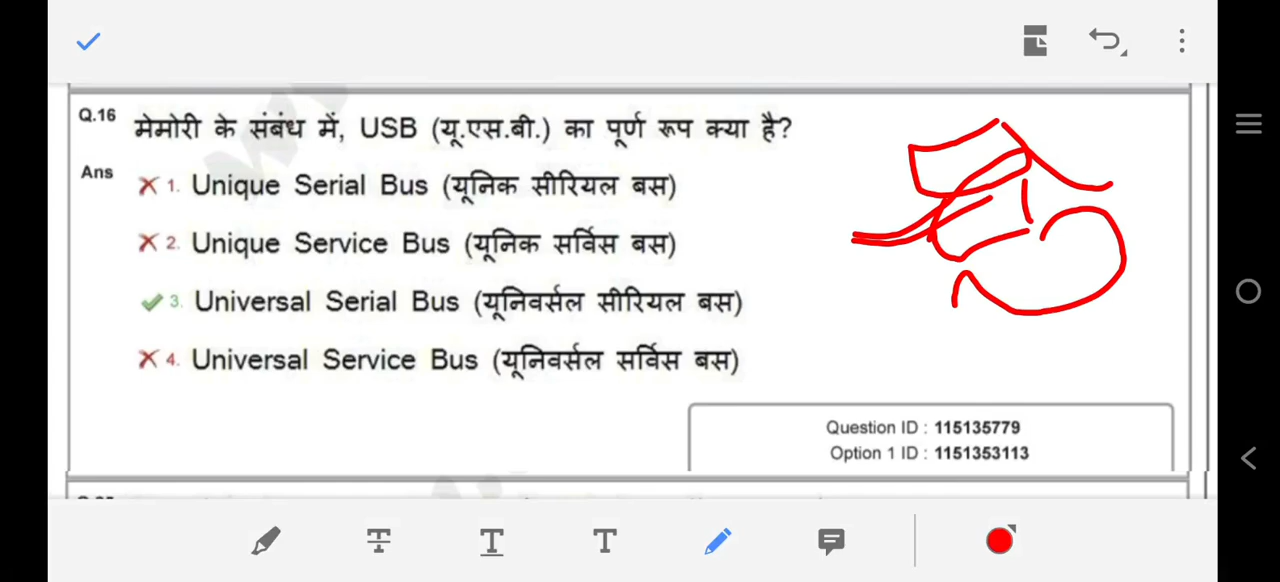 Q.16 मेमोरी के संबंध में, USB (यू.एस.बी.) का पूर्ण रूप क्या है?
Ans 1. Unique Serial Bus (यूनिक सीरियल बस)
2. Unique Service Bus (यूनिक सर्विस बस)
3. Universal Serial Bus (यूनिवर्सल सीरियल बस)
4. Universal Service Bus (यूनिवर्सल सर्विस बस)
Question ID : 115135779
Option 1 ID : 1151353113